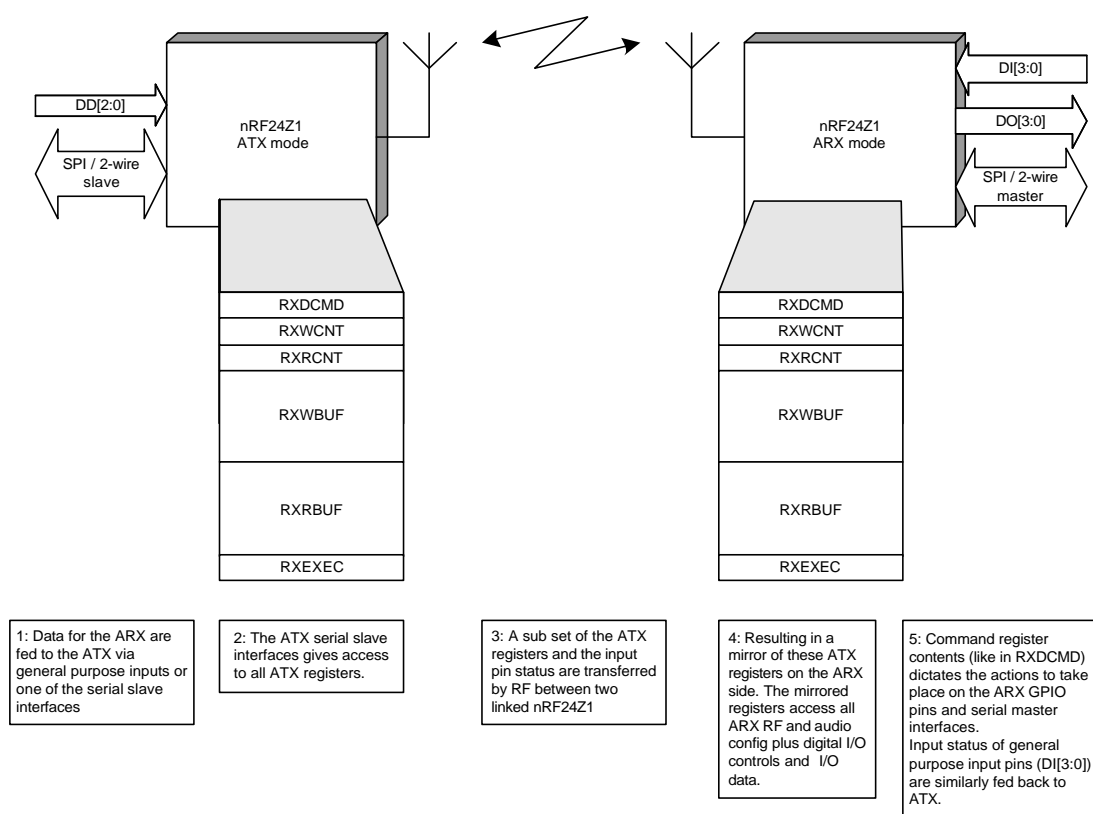 DD[2:0]
SPI / 2-wire
slave
nRF24Z1
ATX mode
nRF24Z1
ARX mode
DI[3:0]
DO[3:0]
SPI / 2-wire
master
RXDCMD
RXWCNT
RXRCNT
RXWBUF
RXRBUF
RXEXEC
RXDCMD
RXWCNT
RXRCNT
RXWBUF
RXRBUF
RXEXEC
1: Data for the ARX are
fed to the ATX via
general purpose inputs or
one of the serial slave
interfaces
2: The ATX serial slave
interfaces gives access
to all ATX registers.
3: A sub set of the ATX
registers and the input
pin status are transferred
by RF between two
linked nRF24Z1
4: Resulting in a
mirror of these ATX
registers on the ARX
side. The mirrored
registers access all
ARX RF and audio
config plus digital I/O
controls and I/O
data.
5: Command register
contents (like in RXDCMD)
dictates the actions to take
place on the ARX GPIO
pins and serial master
interfaces.
Input status of general
purpose input pins (DI[3:0])
are similarly fed back to
ATX.